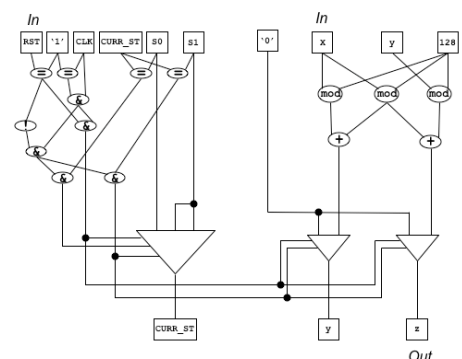 In
In
RST '1' CLK CURR_ST S0 S1 '0' x y 128
= = = =
&
mod mod mod
! &
&
+ +
& &
CURR_ST y z
Out